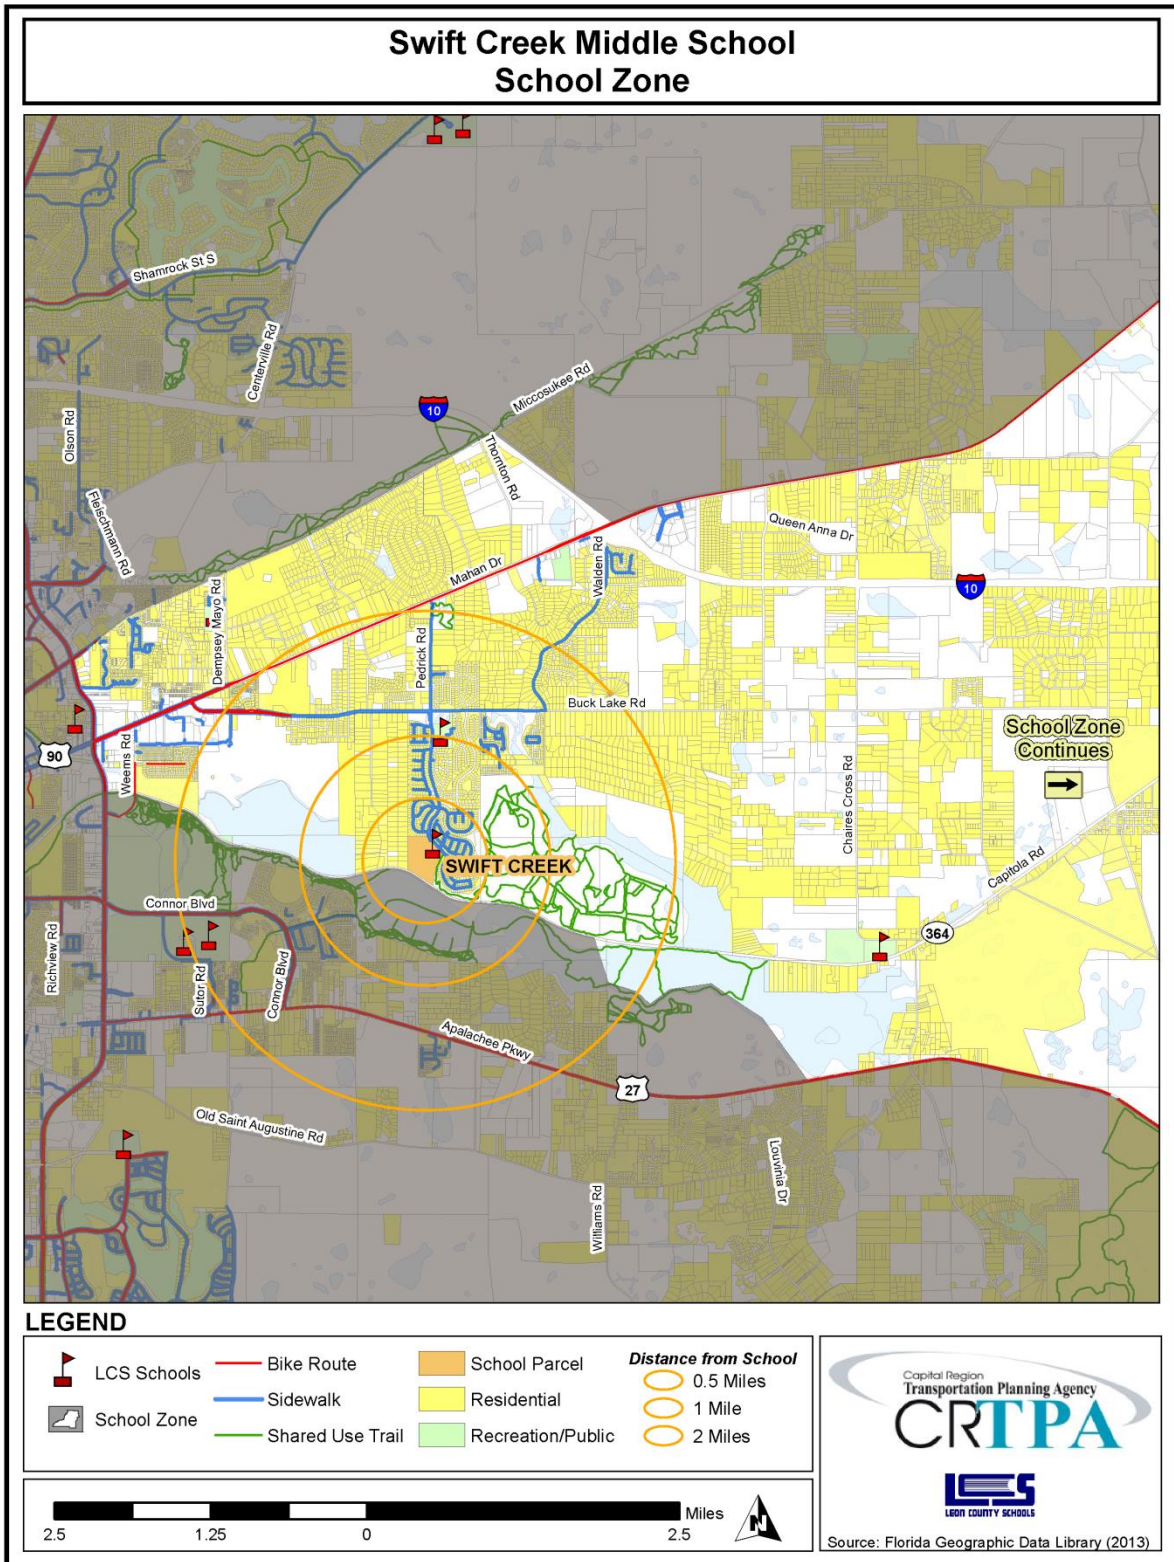 Swift Creek Middle School
School Zone
Shamrock St S
Centerville Rd
Olson Rd
Fleischmann Rd
10
Miccosukee Rd
Thornton Rd
Queen Anna Dr
Mahan Dr
Walden Rd
Dempsey Mayo Rd
Pedrick Rd
10
Buck Lake Rd
School Zone
Continues
90
Weems Rd
Chaires Cross Rd
SWIFT CREEK
Capitola Rd
364
Connor Blvd
Richview Rd
Sutor Rd
Connor Blvd
Apalachee Pkwy
27
Old Saint Augustine Rd
Louvinia Dr
Williams Rd
LEGEND
LCS Schools
School Zone
Bike Route
Sidewalk
Shared Use Trail
School Parcel
Residential
Recreation/Public
Distance from School
0.5 Miles
1 Mile
2 Miles
Miles
2.5 1.25 0 2.5
N
Capital Region
Transportation Planning Agency
CRTPA
LCS
LEON COUNTY SCHOOLS
Source: Florida Geographic Data Library (2013)